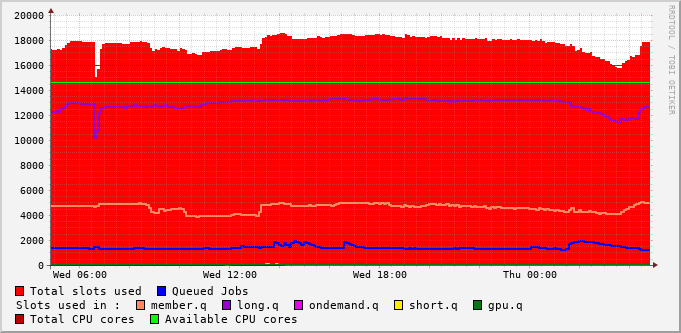 20000
18000
16000
14000
12000
10000
8000
6000
4000
2000
0
Wed 06:00 Wed 12:00 Wed 18:00 Thu 00:00
RRDTOOL / TOBI OETIKER
Total slots used Queued Jobs
Slots used in : member.q long.q ondemand.q short.q gpu.q
Total CPU cores Available CPU cores